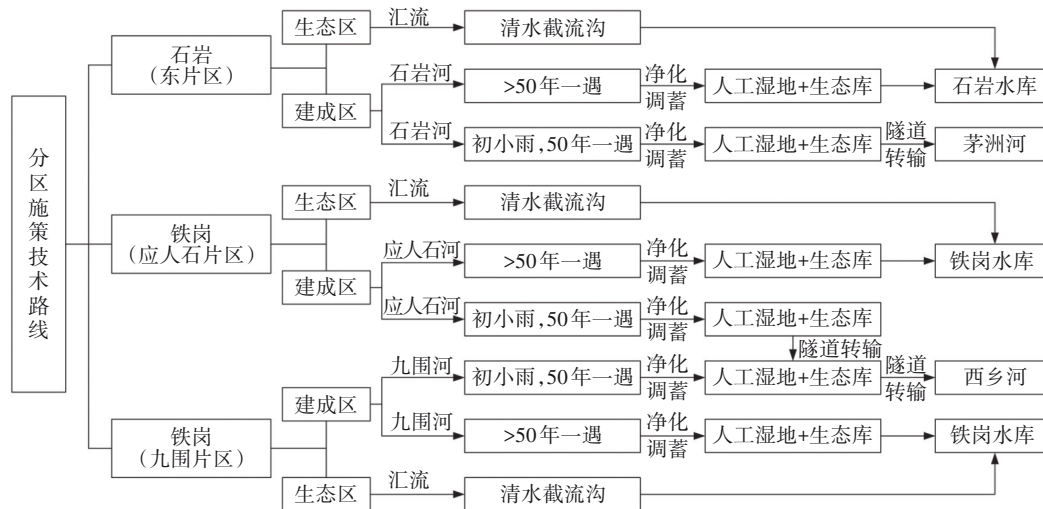 分区施策技术路线
石岩
（东片区）
生态区
汇流
清水截流沟
建成区
石岩河
>50年一遇
净化
调蓄
人工湿地+生态库
石岩水库
石岩河
初小雨,50年一遇
净化
调蓄
人工湿地+生态库
隧道
转输
茅洲河
铁岗
（应人石片区）
生态区
汇流
清水截流沟
建成区
应人石河
>50年一遇
净化
调蓄
人工湿地+生态库
铁岗水库
应人石河
初小雨,50年一遇
净化
调蓄
人工湿地+生态库
隧道转输
铁岗
（九围片区）
建成区
九围河
初小雨,50年一遇
净化
调蓄
人工湿地+生态库
隧道
转输
西乡河
九围河
>50年一遇
净化
调蓄
人工湿地+生态库
铁岗水库
生态区
汇流
清水截流沟